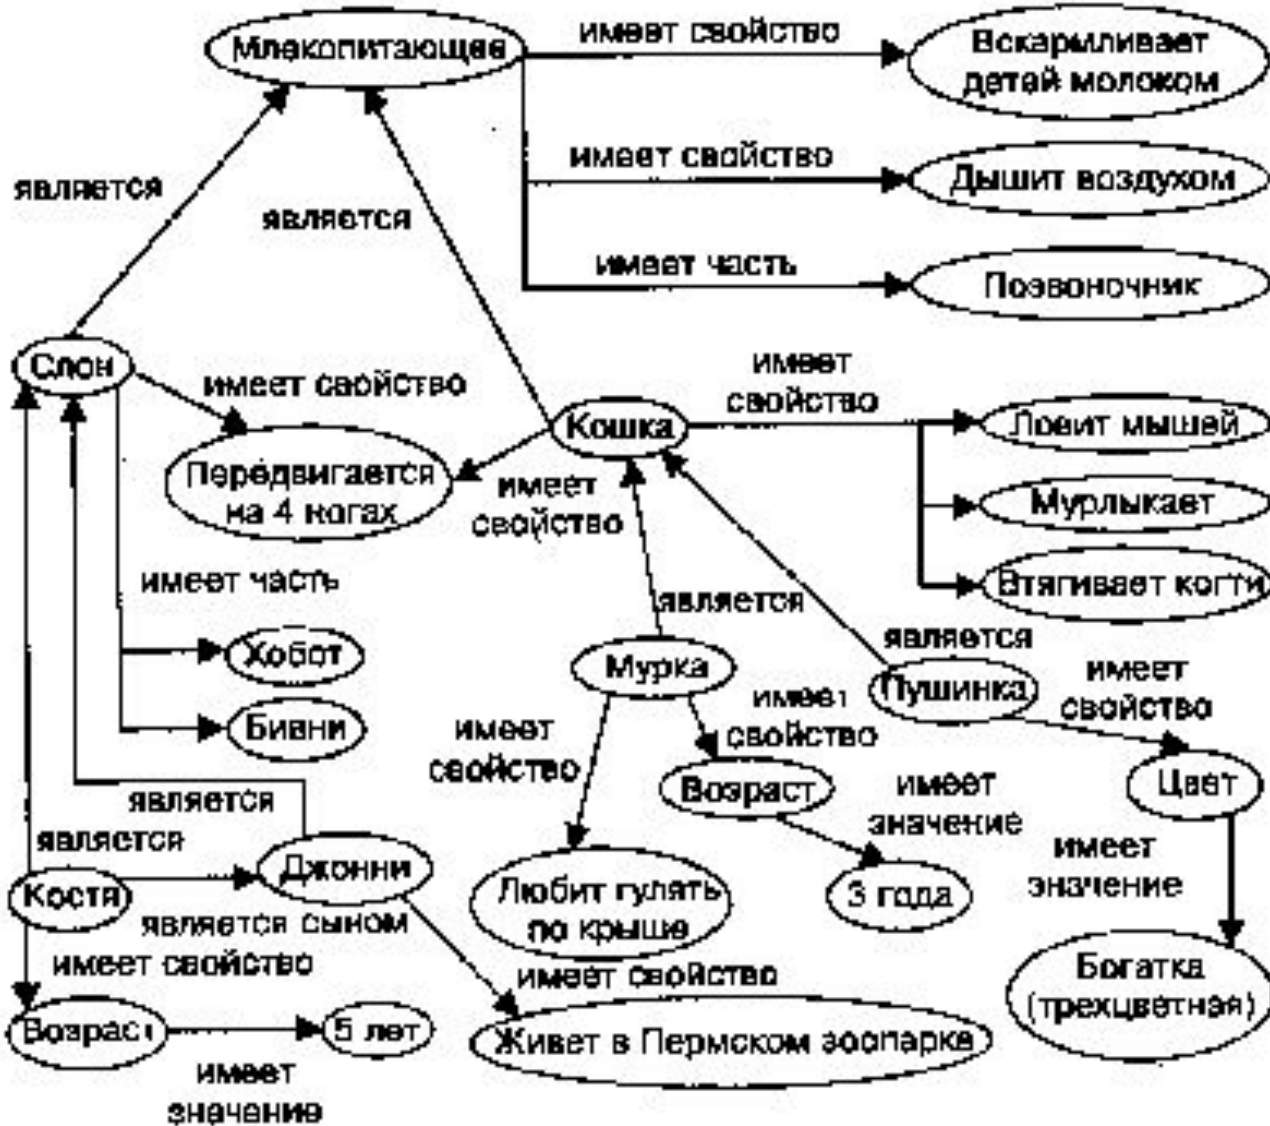 Млекопитающее
имеет свойство
Вскармливает
детей молоком
имеет свойство
Дышит воздухом
является
является
имеет часть
Позвоночник
Слон
имеет свойство
имеет
свойство
Кошка
Ловит мышей
Передвигается
на 4 ногах
имеет
свойство
Мурлыкает
имеет часть
является
Втягивает когти
является
Хобот
Мурка
Пушинка
имеет
свойство
Бивни
имеет
свойство
имеет
свойство
Возраст
Цвет
является
имеет
значение
является
Джонни
имеет
значение
Костя
является сыном
Любит гулять
по крыше
3 года
имеет свойство
имеет свойство
Богатка
(трехцветная)
Возраст
5 лет
Живет в Пермском зоопарке
имеет
значение